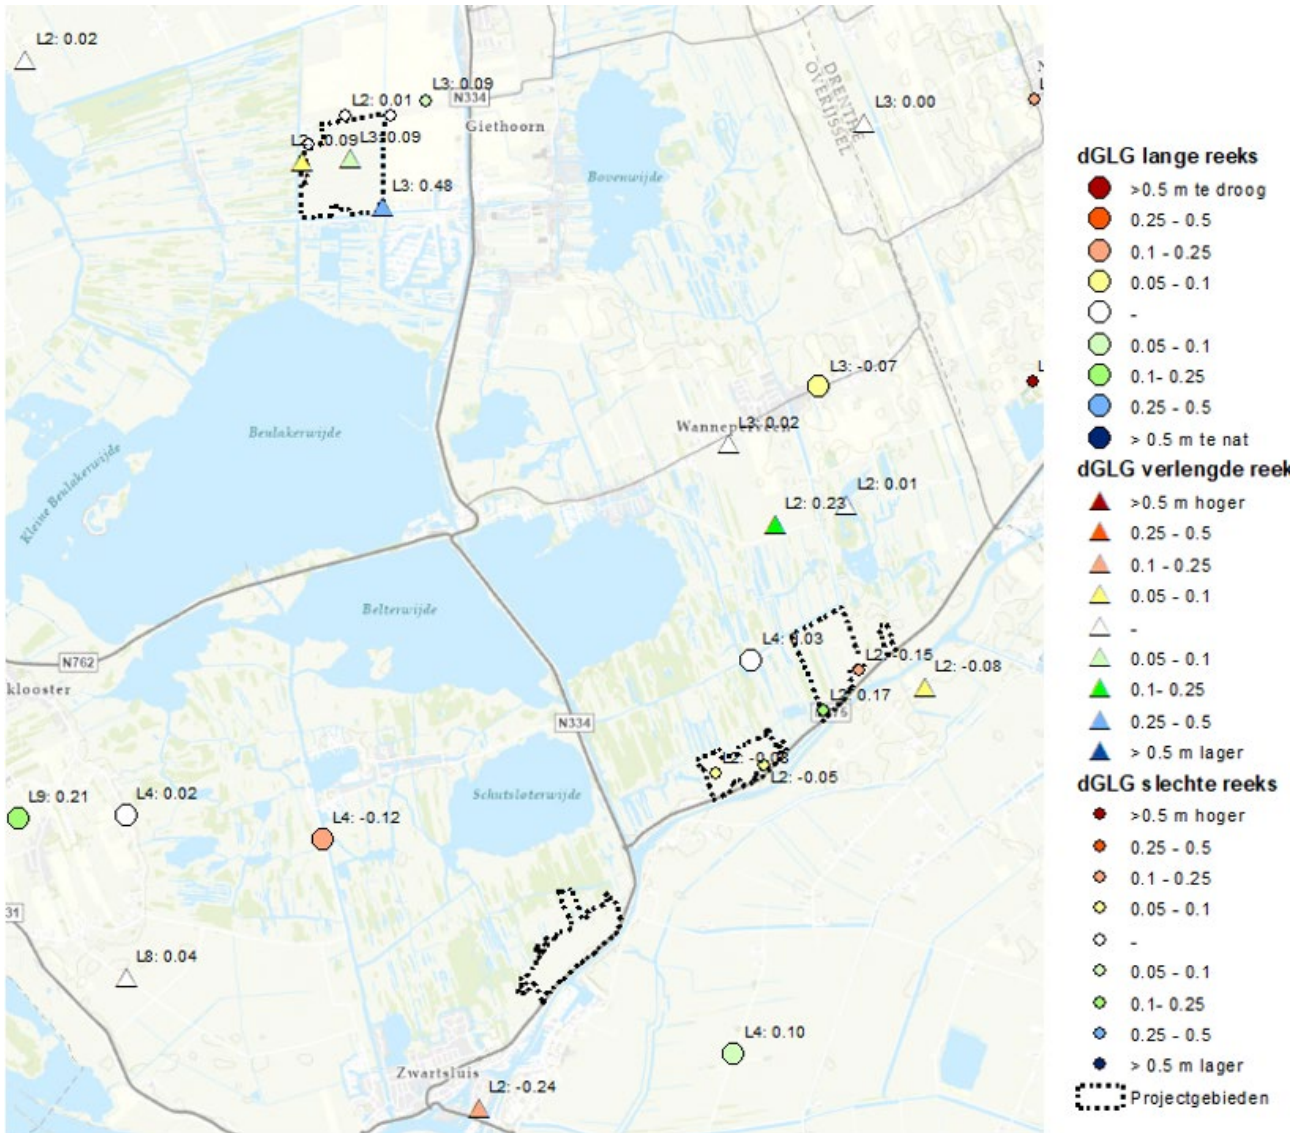 L2: 0.02
L3: 0.09
N334
L2: 0.01
Giethoorn
L3: 0.09
L3: 0.48
Bovenwijde
DRENTHE
OVERIJSSEL
L3: 0.00
L3: -0.07
L3: 0.02
Wanneperveen
Beulakerwijde
Kleine Beulakerwijde
L2: 0.23
L2: 0.01
Belterwijde
L4: 0.03
L2: -0.15
L2: -0.08
L2: 0.17
N762
klooster
N334
L2: -0.08
L2: -0.05
Schutsloterwijde
L9: 0.21
L4: 0.02
L4: -0.12
31
L8: 0.04
L4: 0.10
Zwartsluis
L2: -0.24
dGLG lange reeks
>0.5 m te droog
0.25 - 0.5
0.1 - 0.25
0.05 - 0.1
-
0.05 - 0.1
0.1- 0.25
0.25 - 0.5
> 0.5 m te nat
dGLG verlengde reek
>0.5 m hoger
0.25 - 0.5
0.1 - 0.25
0.05 - 0.1
-
0.05 - 0.1
0.1- 0.25
0.25 - 0.5
> 0.5 m lager
dGLG slechte reeks
>0.5 m hoger
0.25 - 0.5
0.1 - 0.25
0.05 - 0.1
-
0.05 - 0.1
0.1- 0.25
0.25 - 0.5
> 0.5 m lager
Projectgebieden